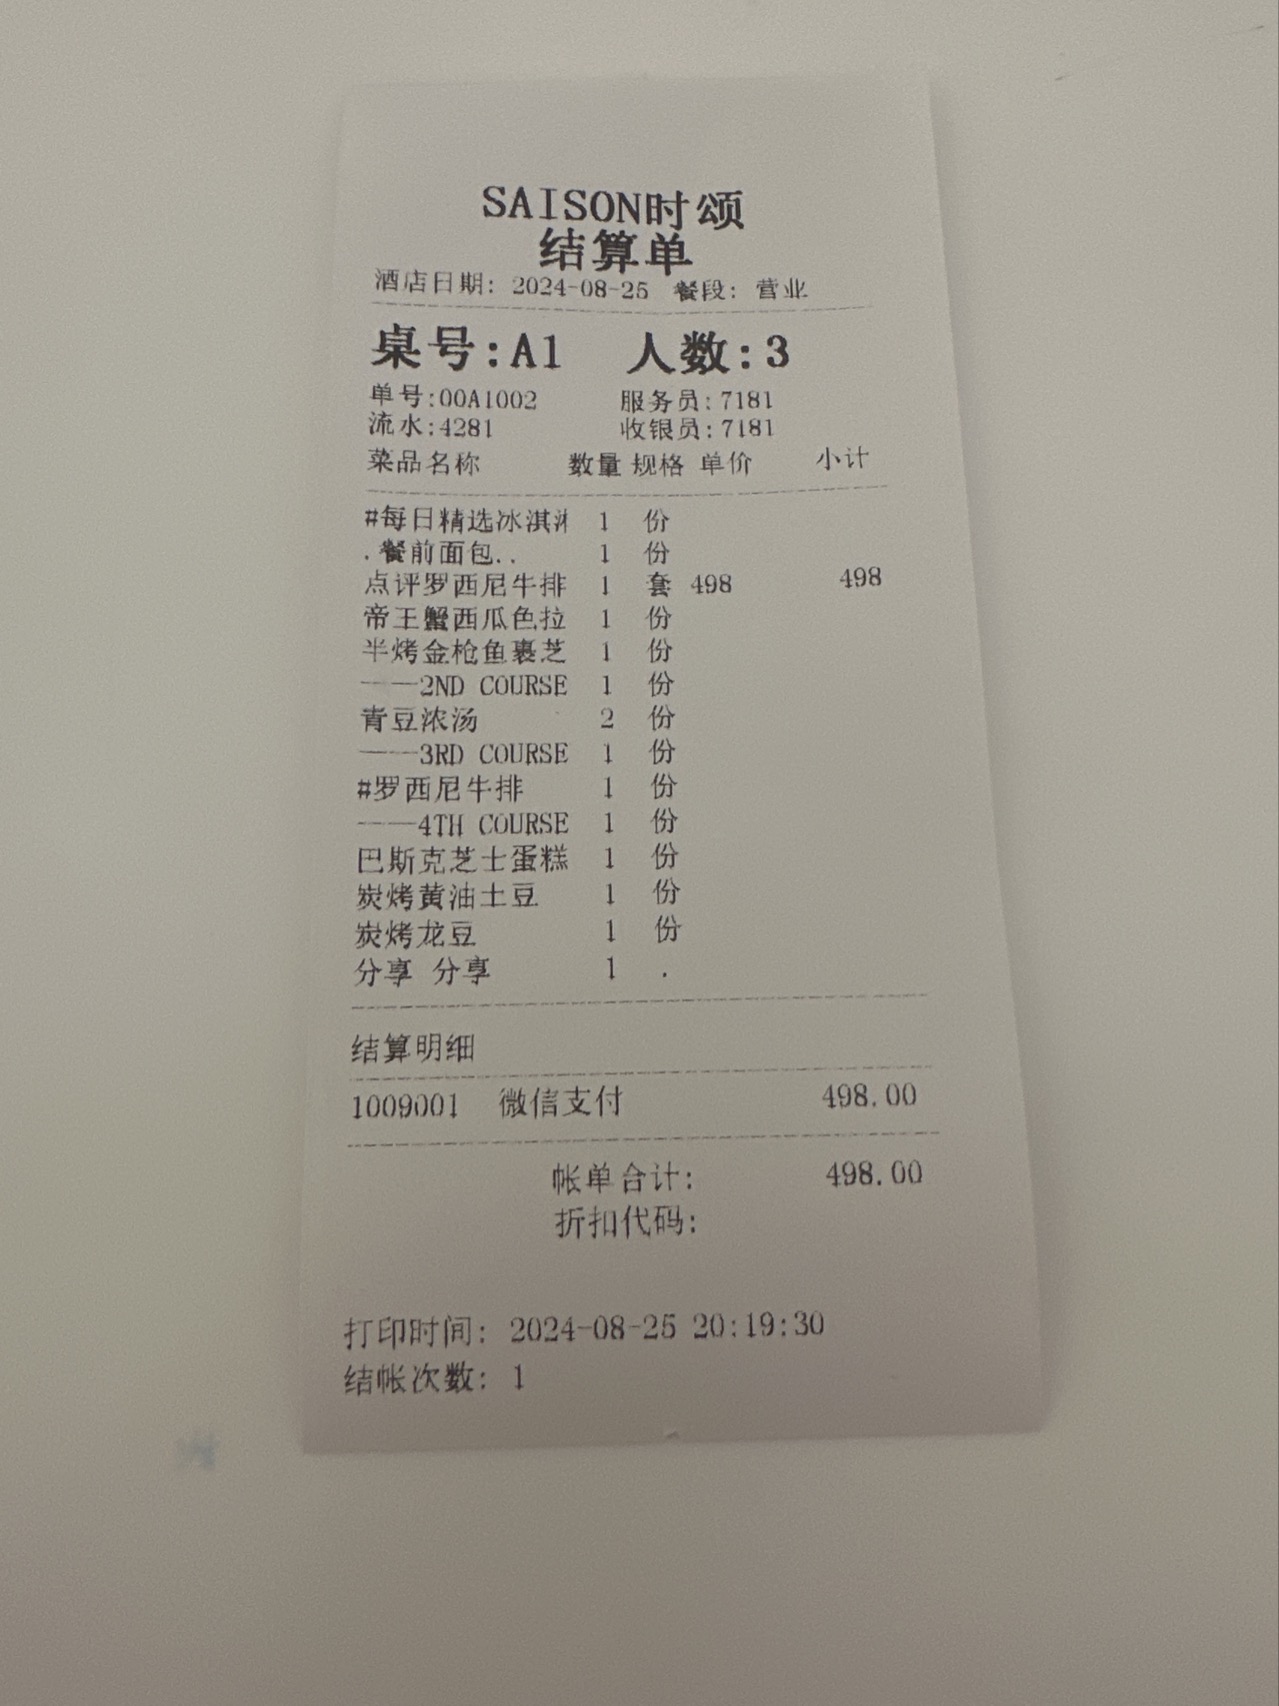 SAISON时颂
结算单
酒店日期: 2024-08-25 餐段: 营业
桌号:A1 人数:3
单号:00A1002 服务员:7181
流水:4281 收银员:7181
菜品名称 数量 规格 单价 小计
#每日精选冰淇淋 1 份
.餐前面包.. 1 份
点评罗西尼牛排 1 套 498 498
帝王蟹西瓜色拉 1 份
半烤金枪鱼裹芝 1 份
——2ND COURSE 1 份
青豆浓汤 2 份
——3RD COURSE 1 份
#罗西尼牛排 1 份
——4TH COURSE 1 份
巴斯克芝士蛋糕 1 份
炭烤黄油土豆 1 份
炭烤龙豆 1 份
分享 分享 1 .
结算明细
1009001 微信支付 498.00
帐单合计: 498.00
折扣代码:
打印时间: 2024-08-25 20:19:30
结帐次数: 1